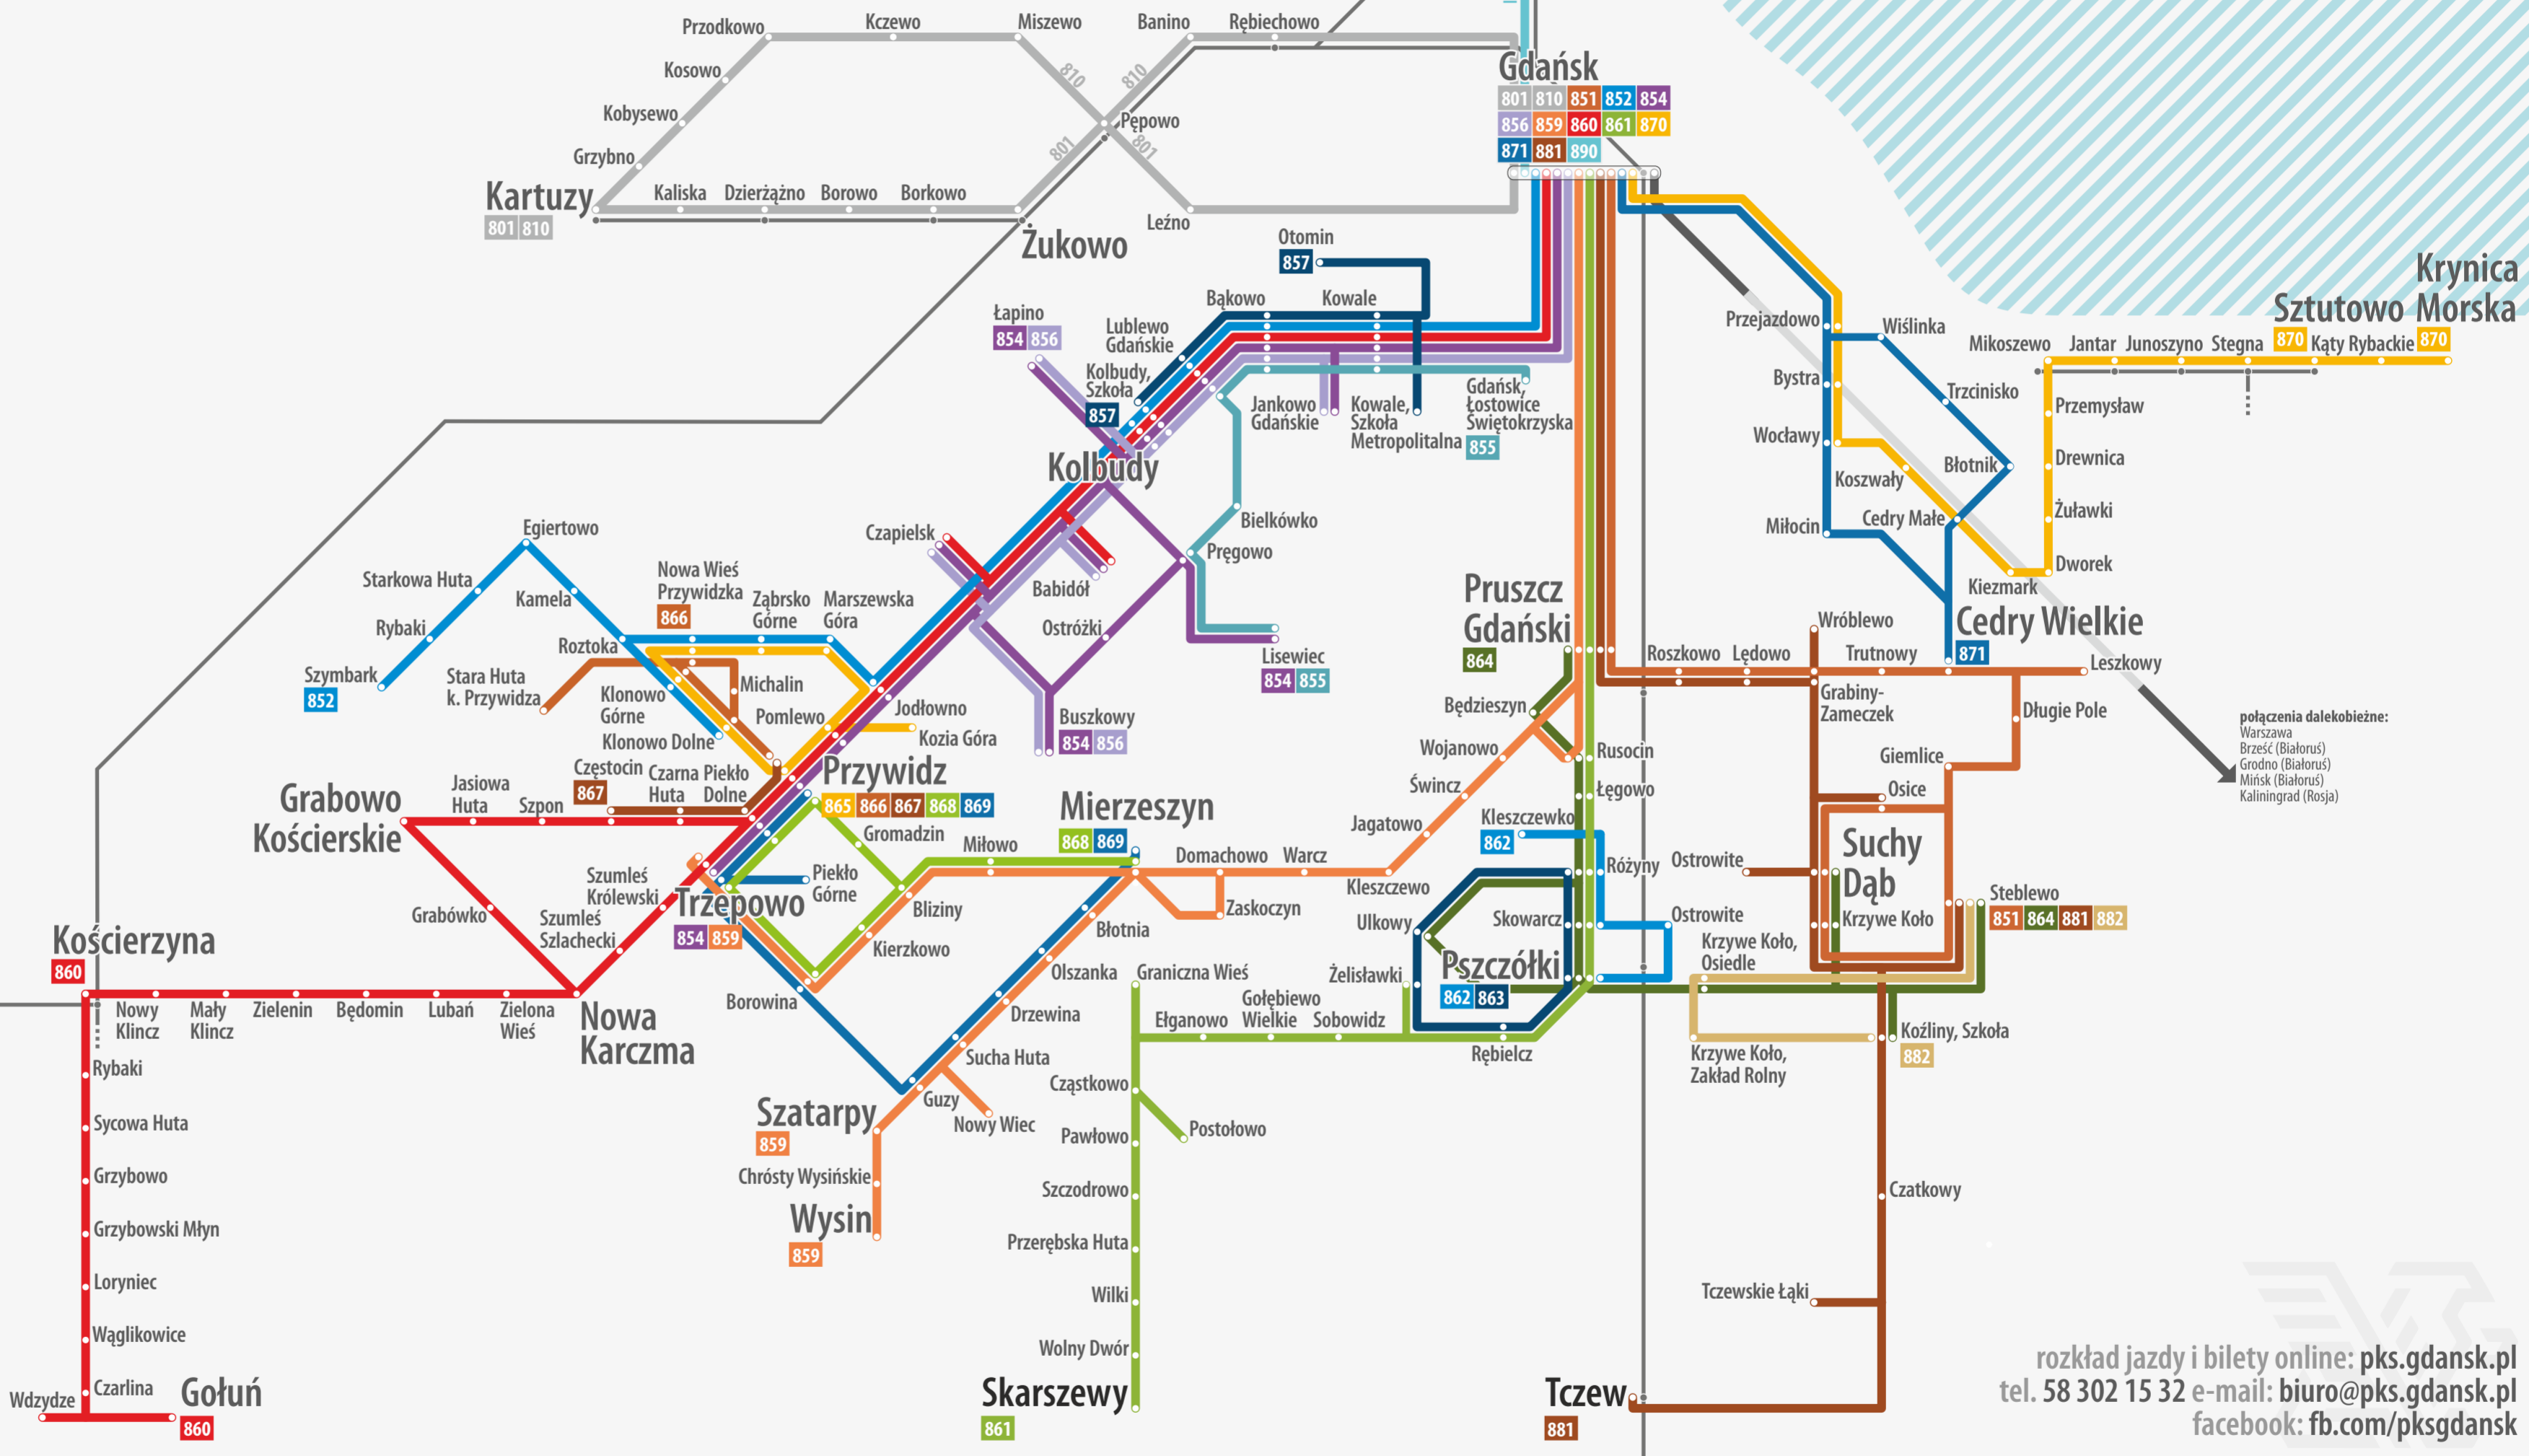 Przodkowo
Kczewo
Miszewo
Banino
Rębiechowo
Kosowo
810
810
Kobysewo
Pępowo
Grzybno
801
801
Kartuzy
801 810
Kaliska
Dzierżążno
Borowo
Borkowo
Żukowo
Leźno
Gdańsk
801 810 851 852 854
856 859 860 861 870
871 881 890
Otomin
857
Łapino
854 856
Bąkowo
Kowale
Lublewo
Gdańskie
Kolbudy,
Szkoła
857
Jankowo
Gdańskie
Kowale,
Szkoła
Metropolitalna
Gdańsk,
Łostowice
Świętokrzyska
855
Kolbudy
Przejazdowo
Wiślinka
Bystra
Trzcinisko
Wocławy
Koszwały
Błotnik
Miłocin
Cedry Małe
Kiezmark
Cedry Wielkie
871
Krynica
Morska
870
Sztutowo
870
Mikoszewo
Jantar
Junoszyno
Stegna
Kąty Rybackie
Przemysław
Drewnica
Żuławki
Dworek
Egiertowo
Starkowa Huta
Kamela
Rybaki
Szymbark
852
Roztoka
Nowa Wieś
Przywidzka
866
Ząbrsko
Górne
Marszewska
Góra
Czapielsk
Babidół
Bielkówko
Pręgowo
Ostróżki
Lisewiec
854 855
Buszkowy
854 856
Stara Huta
k. Przywidza
Klonowo
Górne
Klonowo Dolne
Michalin
Pomlewo
Jodłowno
Kozia Góra
Przywidz
865 866 867 868 869
Częstocin
867
Czarna
Huta
Piekło
Dolne
Grabowo
Kościerskie
Jasiowa
Huta
Szpon
Gromadzin
Miłowo
Mierzeszyn
868 869
Domachowo
Warcz
Kleszczewo
Zaskoczyn
Piekło
Górne
Szumleś
Królewski
Szumleś
Szlachecki
Grabówko
Trzepowo
854 859
Bliziny
Kierzkowo
Błotnia
Olszanka
Borowina
Drzewina
Sucha Huta
Guzy
Nowy Wiec
Szatarpy
859
Chrósty Wysińskie
Wysin
859
Kościerzyna
860
Nowy
Klincz
Mały
Klincz
Zielenin
Będomin
Lubań
Zielona
Wieś
Nowa
Karczma
Rybaki
Sycowa Huta
Grzybowo
Grzybowski Młyn
Loryniec
Wąglikowice
Czarlina
Wdzydze
Gołuń
860
Pruszcz
Gdański
864
Będzieszyn
Wojanowo
Świncz
Jagatowo
Rusocin
Łęgowo
Kleszczewko
862
Różyny
Ulkowy
Skowarcz
Ostrowite
Pszczółki
862 863
Żelisławki
Graniczna Wieś
Ełganowo
Gołębiewo
Wielkie
Sobowidz
Rębielcz
Cząstkowo
Postołowo
Pawłowo
Szczodrowo
Przerębska Huta
Wilki
Wolny Dwór
Skarszewy
861
Wróblewo
Roszkowo
Lędowo
Trutnowy
Leszkowy
Grabiny-
Zameczek
Długie Pole
Giemlice
Osice
Suchy
Dąb
Ostrowite
Krzywe Koło
Steblewo
851 864 881 882
Krzywe Koło,
Osiedle
Krzywe Koło,
Zakład Rolny
Koźliny, Szkoła
882
Czatkowy
Tczewskie Łąki
Tczew
881
połączenia dalekobieżne:
Warszawa
Brześć (Białoruś)
Grodno (Białoruś)
Mińsk (Białoruś)
Kaliningrad (Rosja)
rozkład jazdy i bilety online: pks.gdansk.pl
tel. 58 302 15 32 e-mail: biuro@pks.gdansk.pl
facebook: fb.com/pksgdansk